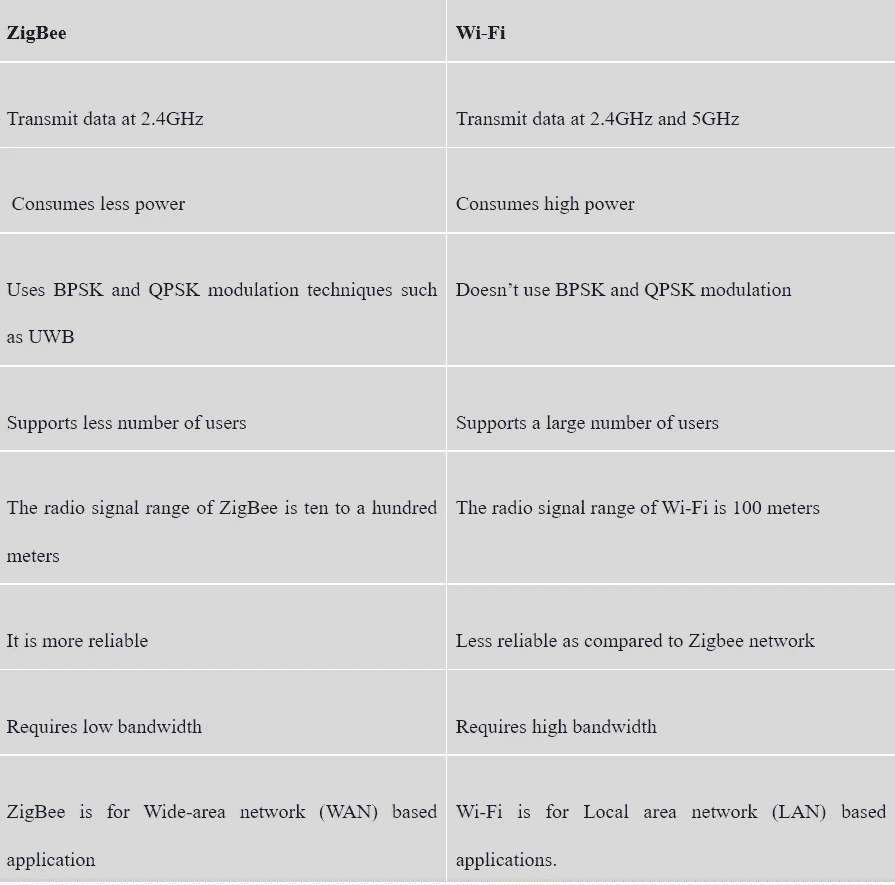 ZigBee
Wi-Fi
Transmit data at 2.4GHz
Transmit data at 2.4GHz and 5GHz
Consumes less power
Consumes high power
Uses BPSK and QPSK modulation techniques such
as UWB
Doesn’t use BPSK and QPSK modulation
Supports less number of users
Supports a large number of users
The radio signal range of ZigBee is ten to a hundred
meters
The radio signal range of Wi-Fi is 100 meters
It is more reliable
Less reliable as compared to Zigbee network
Requires low bandwidth
Requires high bandwidth
ZigBee is for Wide-area network (WAN) based
application
Wi-Fi is for Local area network (LAN) based
applications.